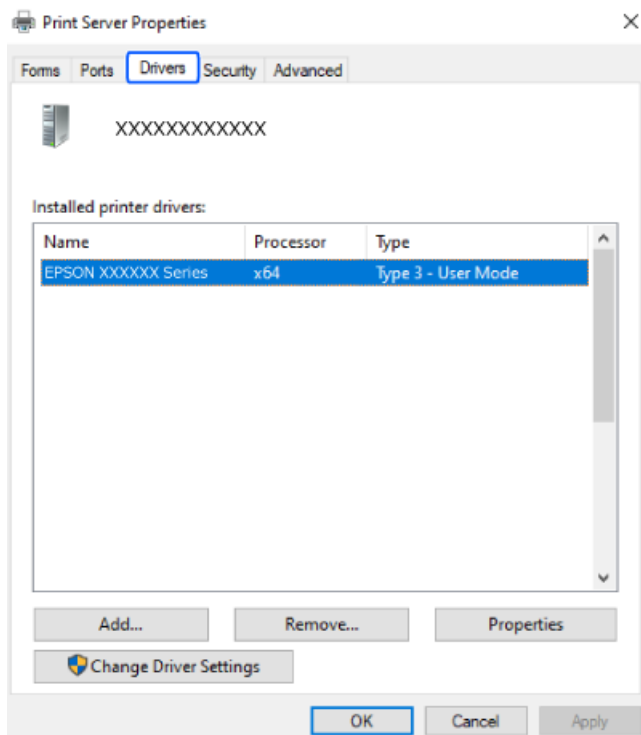 Print Server Properties
Forms Ports Drivers Security Advanced
XXXXXXXXXXXX
Installed printer drivers:
Name Processor Type
EPSON XXXXXX Series x64 Type 3 - User Mode
Add... Remove... Properties
Change Driver Settings
OK Cancel Apply